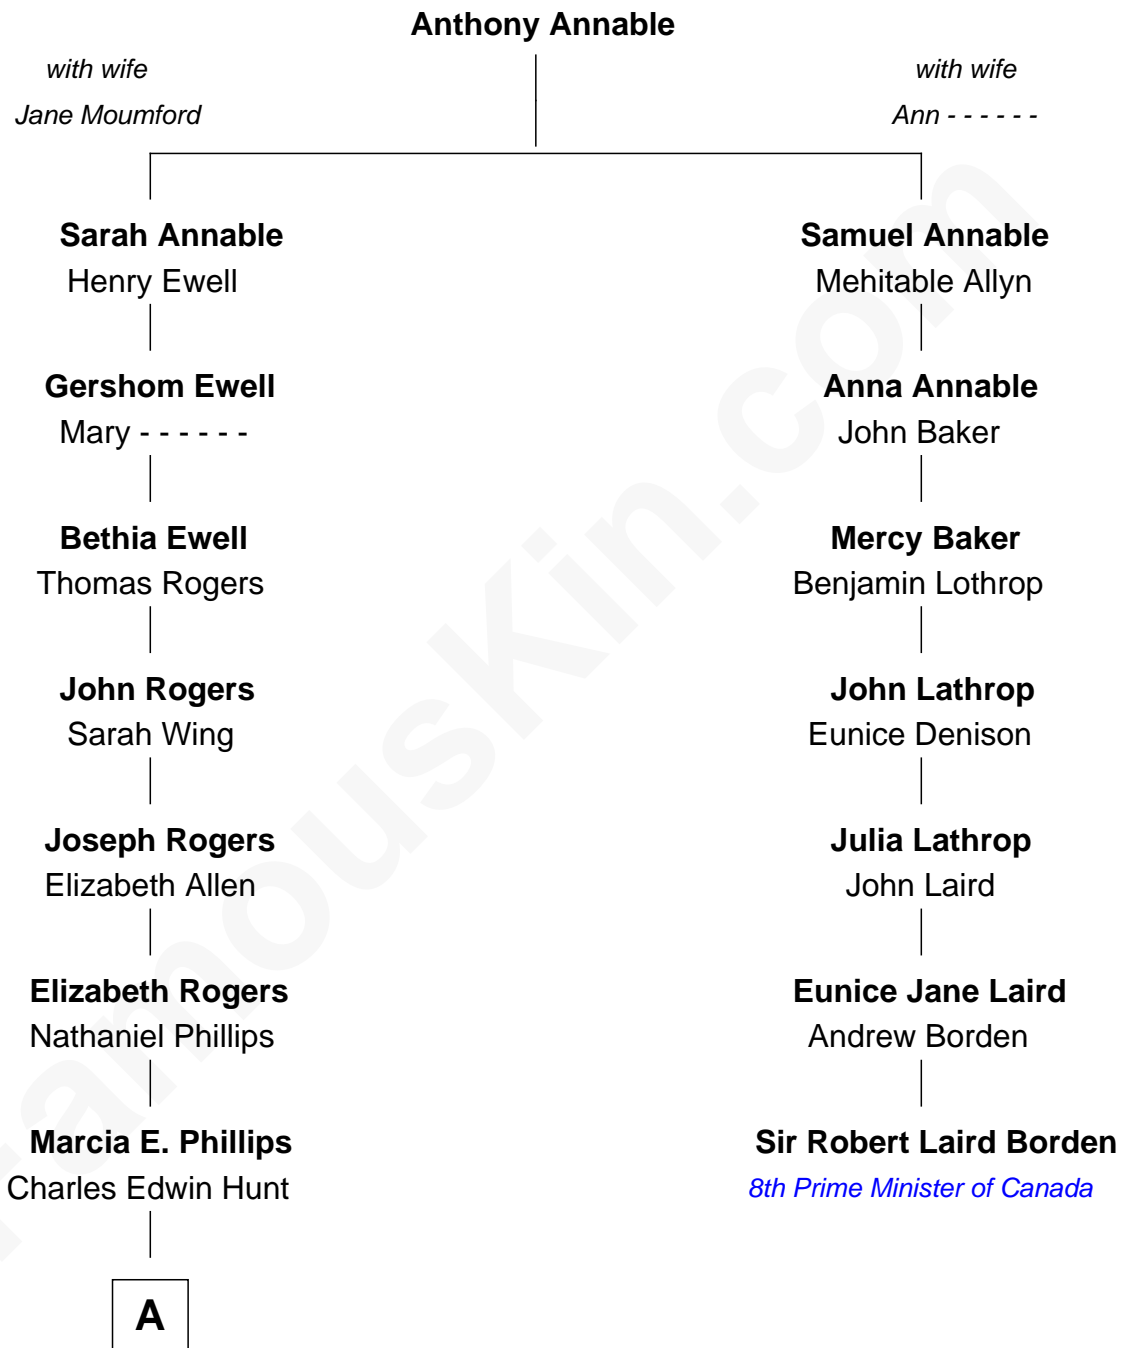 Anthony Annable
with wife
Jane Moumford
with wife
Ann - - - - - -
Sarah Annable
Henry Ewell
Samuel Annable
Mehitable Allyn
Gershom Ewell
Mary - - - - - -
Anna Annable
John Baker
Bethia Ewell
Thomas Rogers
Mercy Baker
Benjamin Lothrop
John Rogers
Sarah Wing
John Lathrop
Eunice Denison
Joseph Rogers
Elizabeth Allen
Julia Lathrop
John Laird
Elizabeth Rogers
Nathaniel Phillips
Eunice Jane Laird
Andrew Borden
Marcia E. Phillips
Charles Edwin Hunt
Sir Robert Laird Borden
8th Prime Minister of Canada
A
FamousKin.com